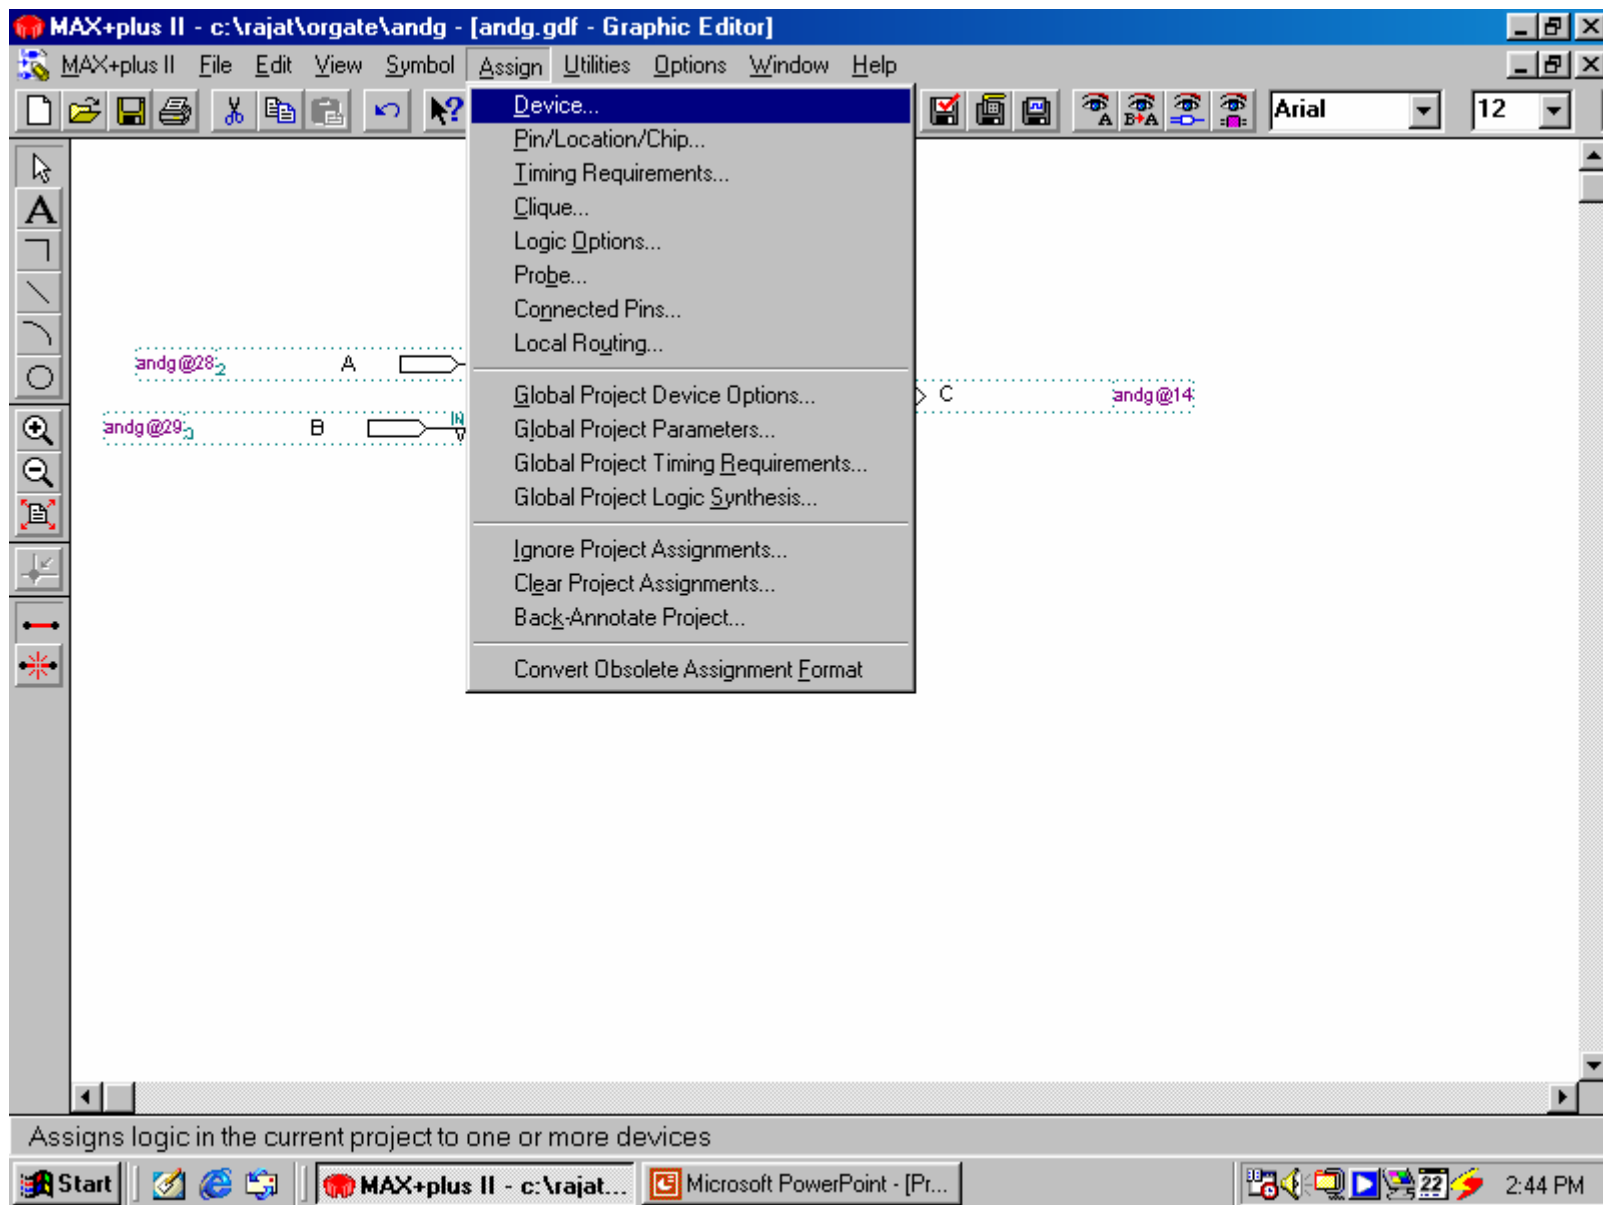 MAX+plus II - c:\rajat\orgate\andg - [andg.gdf - Graphic Editor]
MAX+plus II File Edit View Symbol Assign Utilities Options Window Help
A B+A Arial 12
Device...
Pin/Location/Chip...
Timing Requirements...
Clique...
Logic Options...
Probe...
Connected Pins...
Local Routing...
Global Project Device Options...
Global Project Parameters...
Global Project Timing Requirements...
Global Project Logic Synthesis...
Ignore Project Assignments...
Clear Project Assignments...
Back-Annotate Project...
Convert Obsolete Assignment Format
A
andg@28 A
andg@29 B IN
C andg@14
Assigns logic in the current project to one or more devices
Start MAX+plus II - c:\rajat... Microsoft PowerPoint - [Pr... 22 2:44 PM